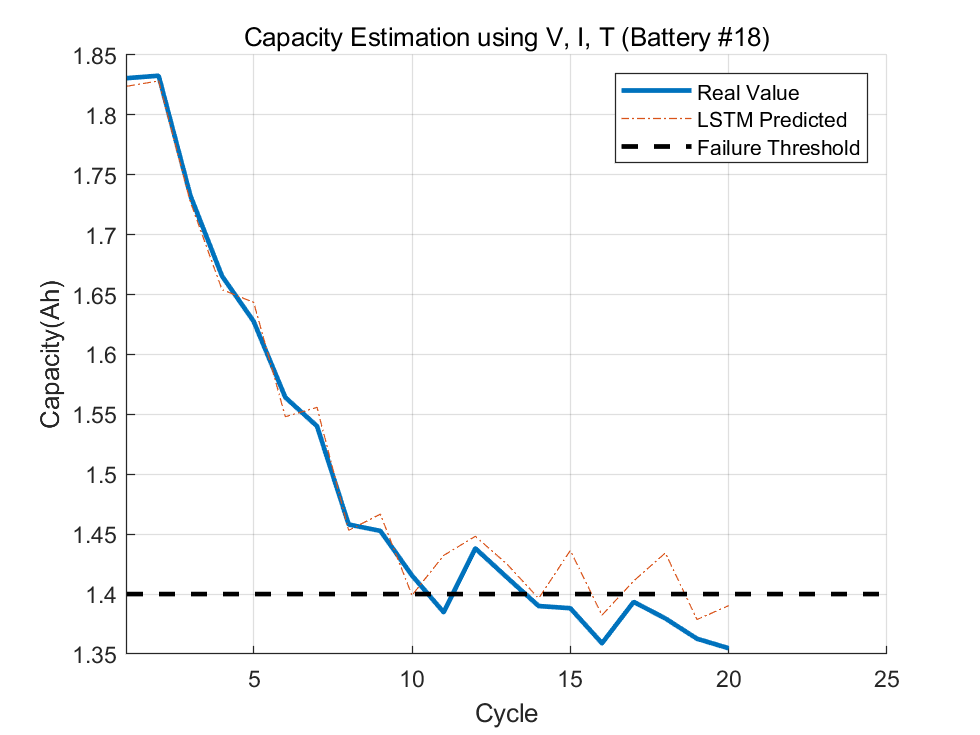 Capacity Estimation using V, I, T (Battery #18)
Real Value
LSTM Predicted
Failure Threshold
Capacity(Ah)
1.85
1.8
1.75
1.7
1.65
1.6
1.55
1.5
1.45
1.4
1.35
5
10
15
20
25
Cycle